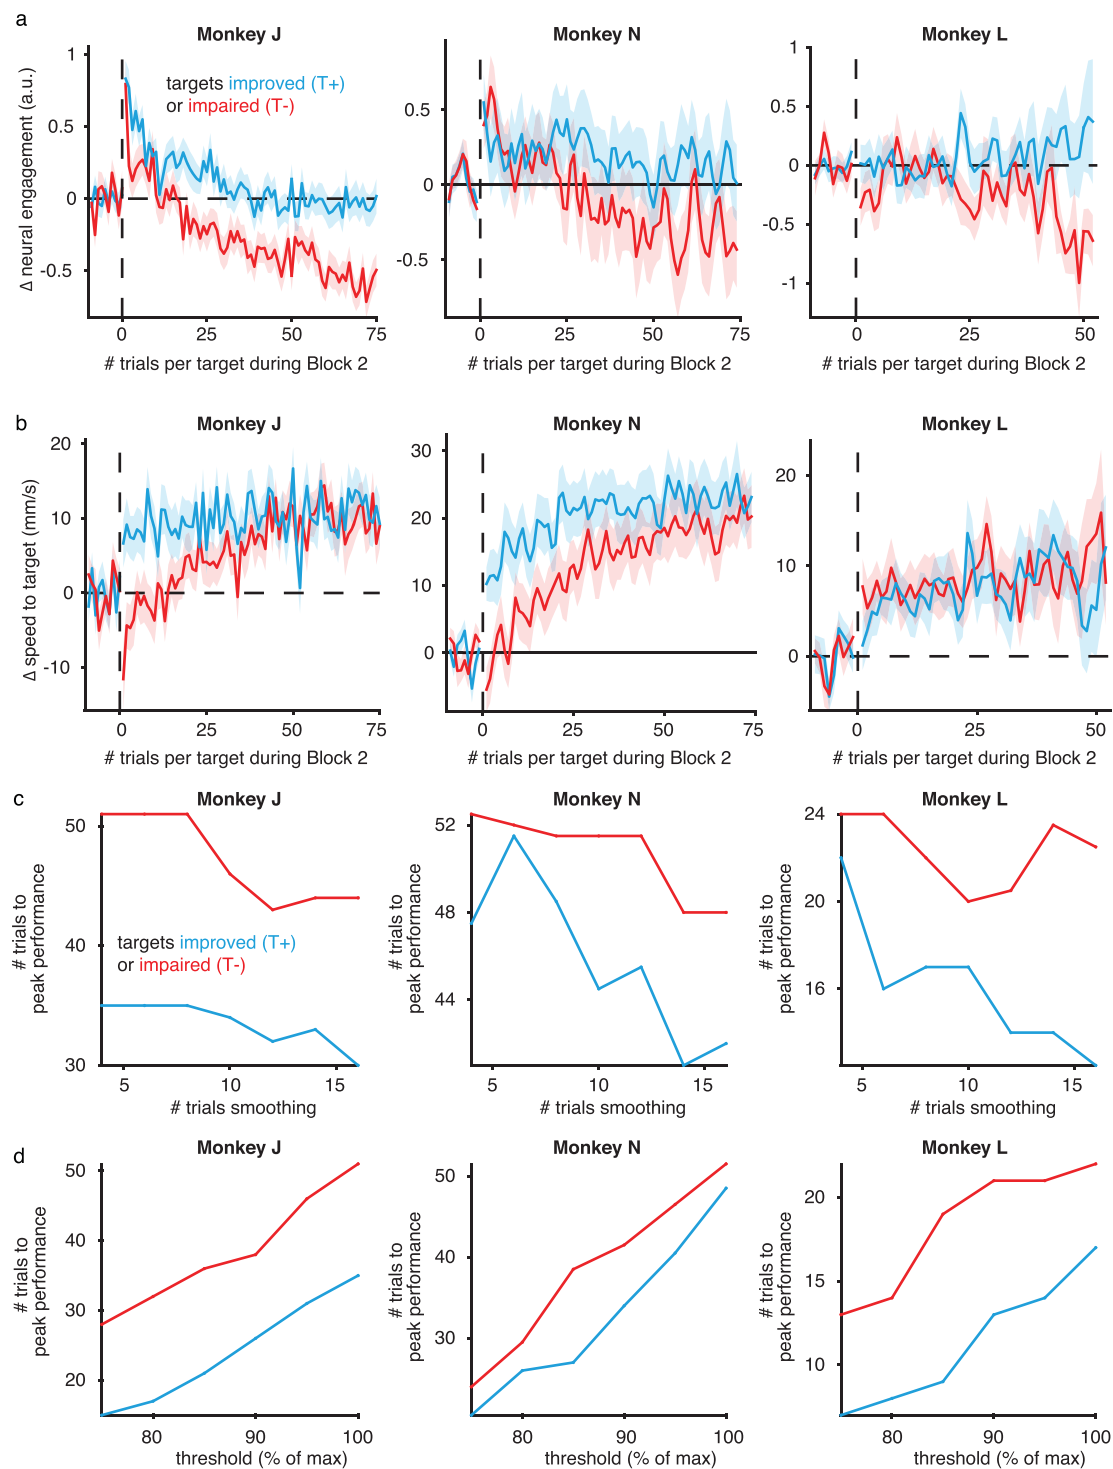 a
Monkey J
Monkey N
Monkey L
Δ neural engagement (a.u.)
1
0.5
0
-0.5
targets improved (T+)
or impaired (T-)
0
25
50
75
# trials per target during Block 2
0.5
0
-0.5
0
25
50
75
# trials per target during Block 2
1
0
-0.5
-1
0
25
50
# trials per target during Block 2
b
Monkey J
Monkey N
Monkey L
Δ speed to target (mm/s)
20
10
0
-10
0
25
50
75
# trials per target during Block 2
30
20
10
0
0
25
50
75
# trials per target during Block 2
20
10
0
0
25
50
# trials per target during Block 2
c
Monkey J
Monkey N
Monkey L
# trials to
peak performance
50
40
30
targets improved (T+)
or impaired (T-)
5
10
15
# trials smoothing
# trials to
peak performance
52
48
44
5
10
15
# trials smoothing
# trials to
peak performance
24
20
16
5
10
15
# trials smoothing
d
Monkey J
Monkey N
Monkey L
# trials to
peak performance
50
40
30
20
80
90
100
threshold (% of max)
# trials to
peak performance
50
40
30
80
90
100
threshold (% of max)
# trials to
peak performance
20
15
10
80
90
100
threshold (% of max)